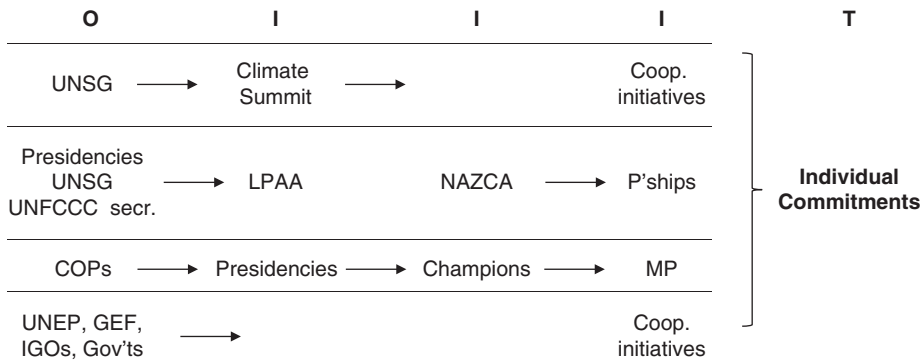 O I I I T
UNSG Climate Summit Coop. initiatives
Presidencies UNSG UNFCCC secr. LPAA NAZCA P'ships
Individual Commitments
COPs Presidencies Champions MP
UNEP, GEF, IGOs, Gov'ts Coop. initiatives